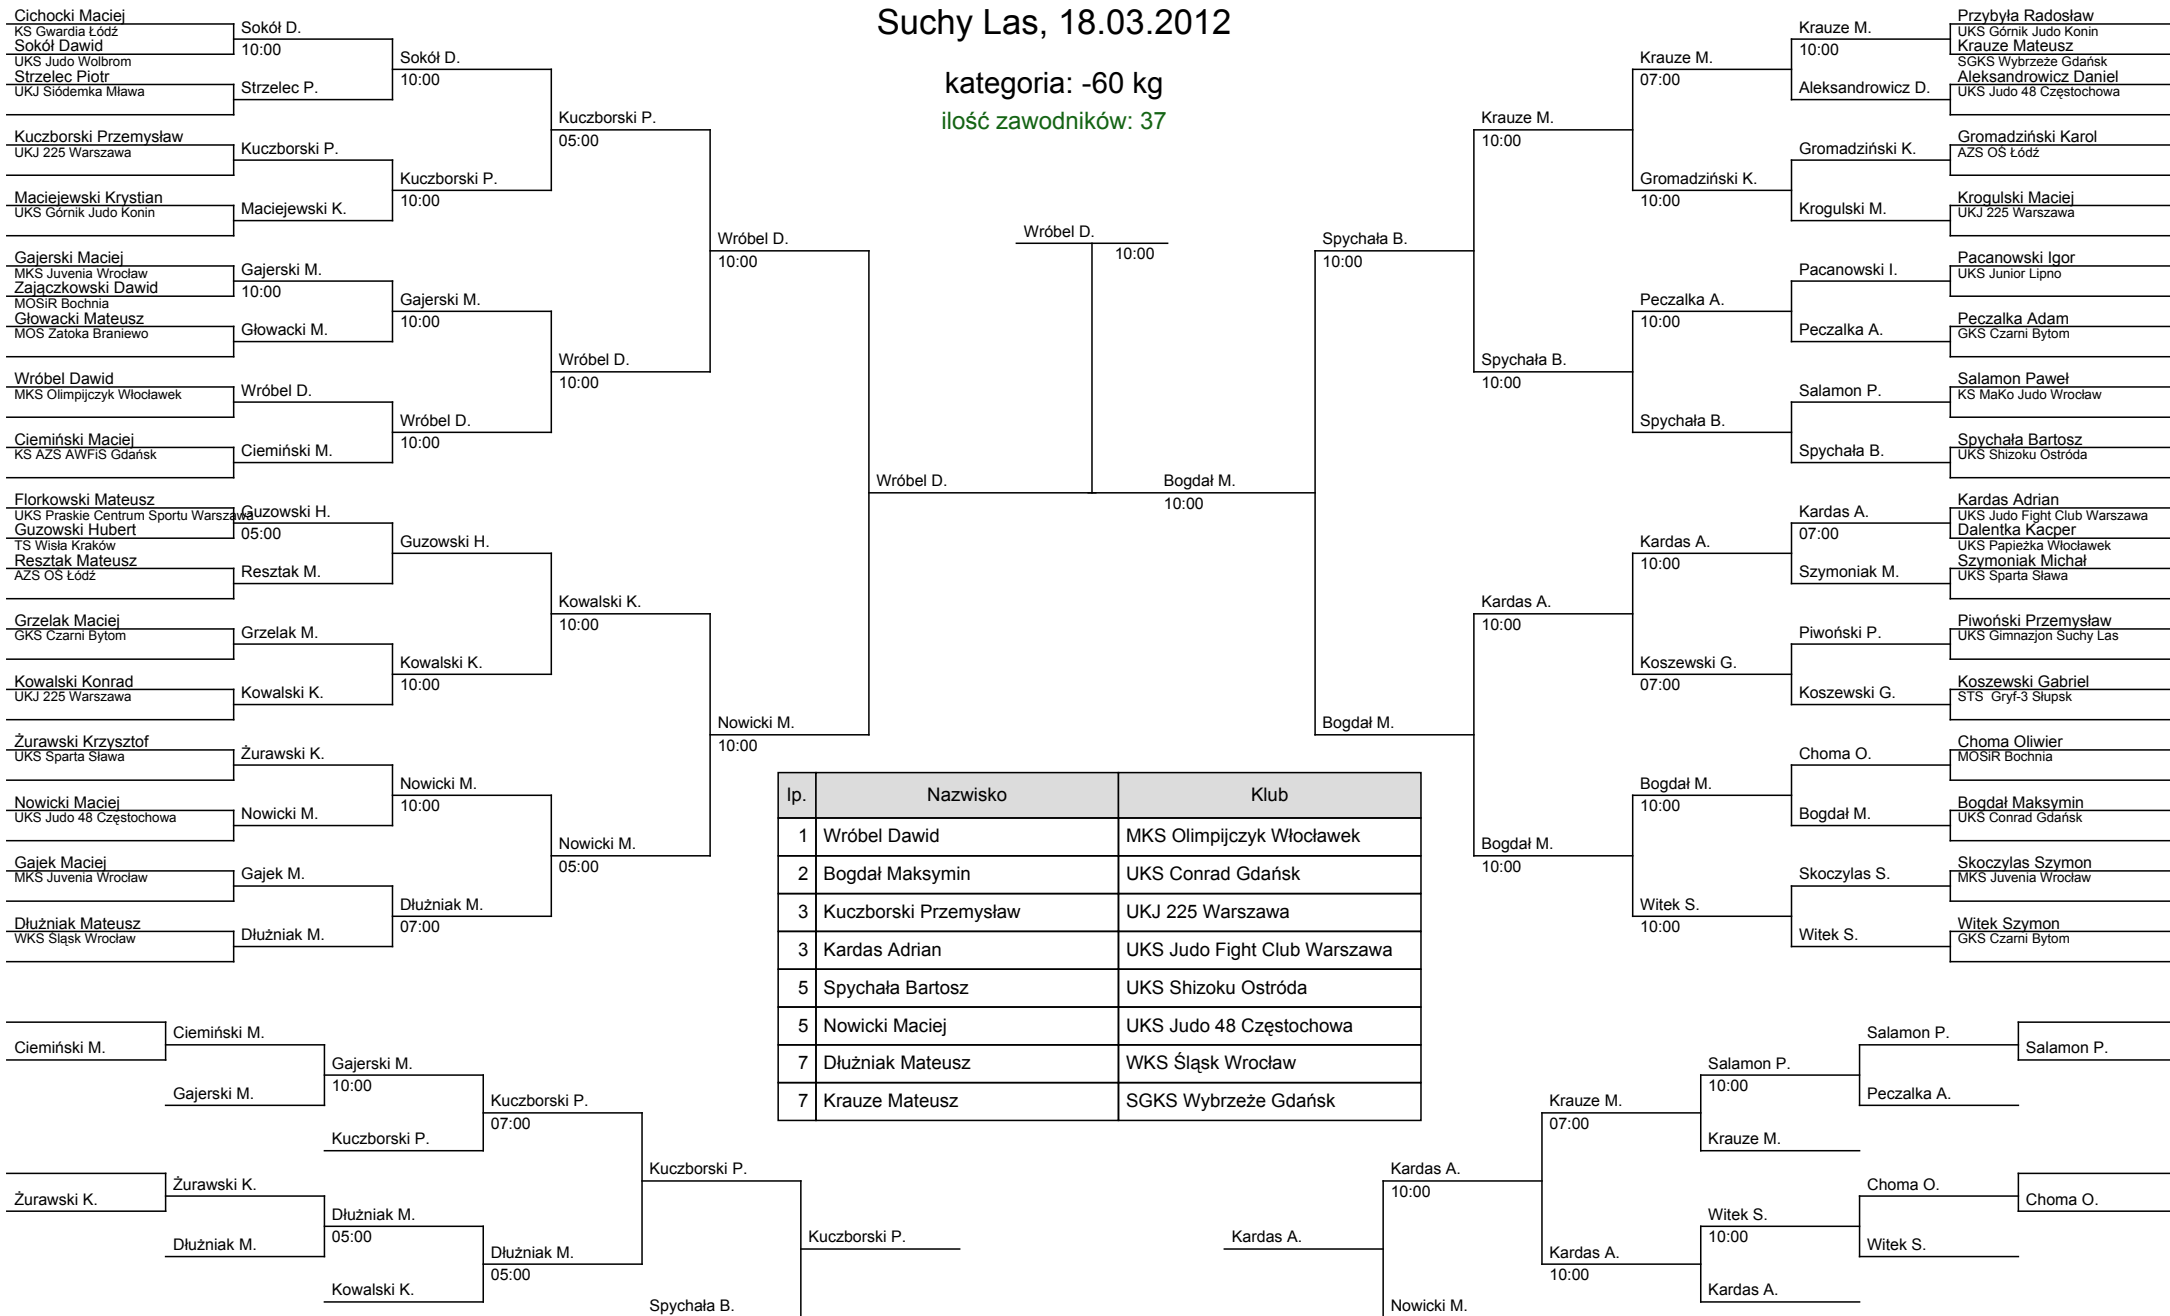 Suchy Las, 18.03.2012
kategoria: -60 kg
ilość zawodników: 37
Cichocki Maciej
KS Gwardia Łódź
Sokół Dawid
UKS Judo Wolbrom
Strzelec Piotr
UKJ Siódemka Mława
Kuczborski Przemysław
UKJ 225 Warszawa
Maciejewski Krystian
UKS Górnik Judo Konin
Gajerski Maciej
MKS Juvenia Wrocław
Zajączkowski Dawid
MOSiR Bochnia
Głowacki Mateusz
MOS Zatoka Braniewo
Wróbel Dawid
MKS Olimpijczyk Włocławek
Ciemiński Maciej
KS AZS AWFiS Gdańsk
Florkowski Mateusz
UKS Praskie Centrum Sportu Warszawa
Guzowski Hubert
TS Wisła Kraków
Resztak Mateusz
AZS OŚ Łódź
Grzelak Maciej
GKS Czarni Bytom
Kowalski Konrad
UKJ 225 Warszawa
Żurawski Krzysztof
UKS Sparta Sława
Nowicki Maciej
UKS Judo 48 Częstochowa
Gajek Maciej
MKS Juvenia Wrocław
Dłużniak Mateusz
WKS Śląsk Wrocław
Sokół D.
10:00
Strzelec P.
Kuczborski P.
Maciejewski K.
Gajerski M.
10:00
Głowacki M.
Wróbel D.
Ciemiński M.
Guzowski H.
05:00
Resztak M.
Grzelak M.
Kowalski K.
Żurawski K.
Nowicki M.
Gajek M.
Dłużniak M.
Sokół D.
10:00
Kuczborski P.
10:00
Gajerski M.
10:00
Wróbel D.
10:00
Guzowski H.
Kowalski K.
10:00
Nowicki M.
10:00
Dłużniak M.
07:00
Kuczborski P.
05:00
Wróbel D.
10:00
Kowalski K.
10:00
Nowicki M.
05:00
Wróbel D.
10:00
Nowicki M.
10:00
Wróbel D.
Wróbel D.
10:00
Bogdał M.
10:00
Spychała B.
10:00
Bogdał M.
Krauze M.
10:00
Spychała B.
10:00
Kardas A.
10:00
Bogdał M.
10:00
Krauze M.
07:00
Gromadziński K.
10:00
Peczalka A.
10:00
Spychała B.
Kardas A.
10:00
Koszewski G.
07:00
Bogdał M.
10:00
Witek S.
10:00
Krauze M.
10:00
Aleksandrowicz D.
Gromadziński K.
Krogulski M.
Pacanowski I.
Peczalka A.
Salamon P.
Spychała B.
Kardas A.
07:00
Szymoniak M.
Piwoński P.
Koszewski G.
Choma O.
Bogdał M.
Skoczylas S.
Witek S.
Przybyła Radosław
UKS Górnik Judo Konin
Krauze Mateusz
SGKS Wybrzeże Gdańsk
Aleksandrowicz Daniel
UKS Judo 48 Częstochowa
Gromadziński Karol
AZS OŚ Łódź
Krogulski Maciej
UKJ 225 Warszawa
Pacanowski Igor
UKS Junior Lipno
Peczalka Adam
GKS Czarni Bytom
Salamon Paweł
KS MaKo Judo Wrocław
Spychała Bartosz
UKS Shizoku Ostróda
Kardas Adrian
UKS Judo Fight Club Warszawa
Dalentka Kacper
UKS Papieżka Włocławek
Szymoniak Michał
UKS Sparta Sława
Piwoński Przemysław
UKS Gimnazjon Suchy Las
Koszewski Gabriel
STS Gryf-3 Słupsk
Choma Oliwier
MOSiR Bochnia
Bogdał Maksymin
UKS Conrad Gdańsk
Skoczylas Szymon
MKS Juvenia Wrocław
Witek Szymon
GKS Czarni Bytom
lp. Nazwisko Klub
1 Wróbel Dawid MKS Olimpijczyk Włocławek
2 Bogdał Maksymin UKS Conrad Gdańsk
3 Kuczborski Przemysław UKJ 225 Warszawa
3 Kardas Adrian UKS Judo Fight Club Warszawa
5 Spychała Bartosz UKS Shizoku Ostróda
5 Nowicki Maciej UKS Judo 48 Częstochowa
7 Dłużniak Mateusz WKS Śląsk Wrocław
7 Krauze Mateusz SGKS Wybrzeże Gdańsk
Ciemiński M.
Żurawski K.
Ciemiński M.
Gajerski M.
Żurawski K.
Dłużniak M.
Gajerski M.
10:00
Kuczborski P.
Dłużniak M.
05:00
Kowalski K.
Kuczborski P.
07:00
Dłużniak M.
05:00
Kuczborski P.
Spychała B.
Kuczborski P.
Kardas A.
Kardas A.
10:00
Nowicki M.
Krauze M.
07:00
Kardas A.
10:00
Salamon P.
10:00
Krauze M.
Witek S.
10:00
Kardas A.
Salamon P.
Peczalka A.
Choma O.
Witek S.
Salamon P.
Choma O.